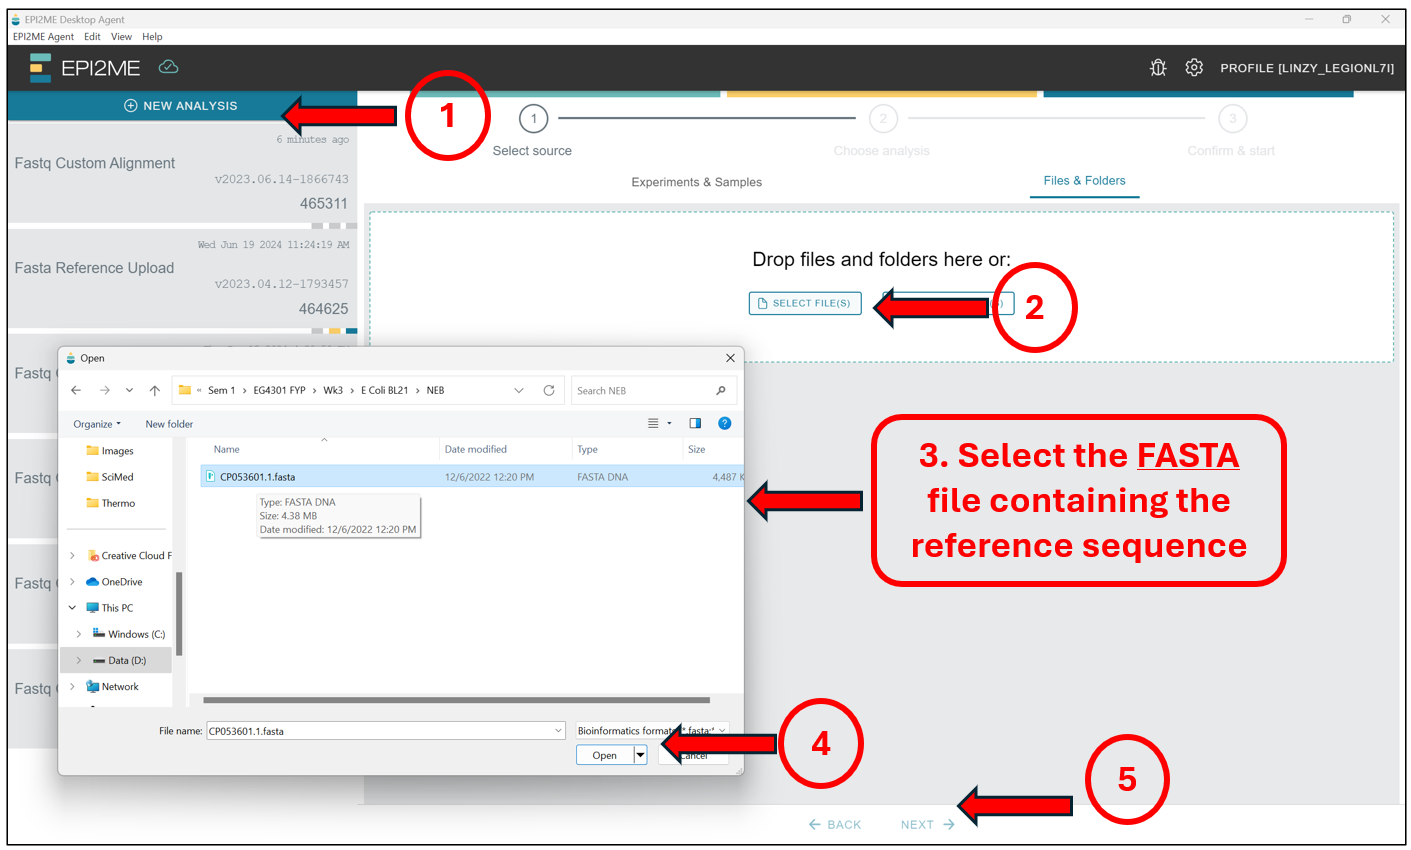 EPI2ME Desktop Agent
EPI2ME Agent Edit View Help
EPI2ME
PROFILE [LINZY_LEGIONL7I]
NEW ANALYSIS
1
1
2
3
Select source
Choose analysis
Confirm & start
6 minutes ago
Fastq Custom Alignment
v2023.06.14-1866743
465311
Experiments & Samples
Files & Folders
Wed Jun 19 2024 11:24:19 AM
Fasta Reference Upload
v2023.04.12-1793457
464625
Drop files and folders here or:
SELECT FILE(S)
2
Fastq
Fastq
Fastq
Fastq
Open
« Sem 1 > EG4301 FYP > Wk3 > E Coli BL21 > NEB
Search NEB
Organize
New folder
Images
SciMed
Thermo
Creative Cloud F
OneDrive
This PC
Windows (C:)
Data (D:)
Network
Name
Date modified
Type
Size
CP053601.1.fasta
12/6/2022 12:20 PM
FASTA DNA
4,487 K
Type: FASTA DNA
Size: 4.38 MB
Date modified: 12/6/2022 12:20 PM
3. Select the FASTA
file containing the
reference sequence
File name:
CP053601.1.fasta
Bioinformatics formats
Open
Cancel
4
5
BACK
NEXT